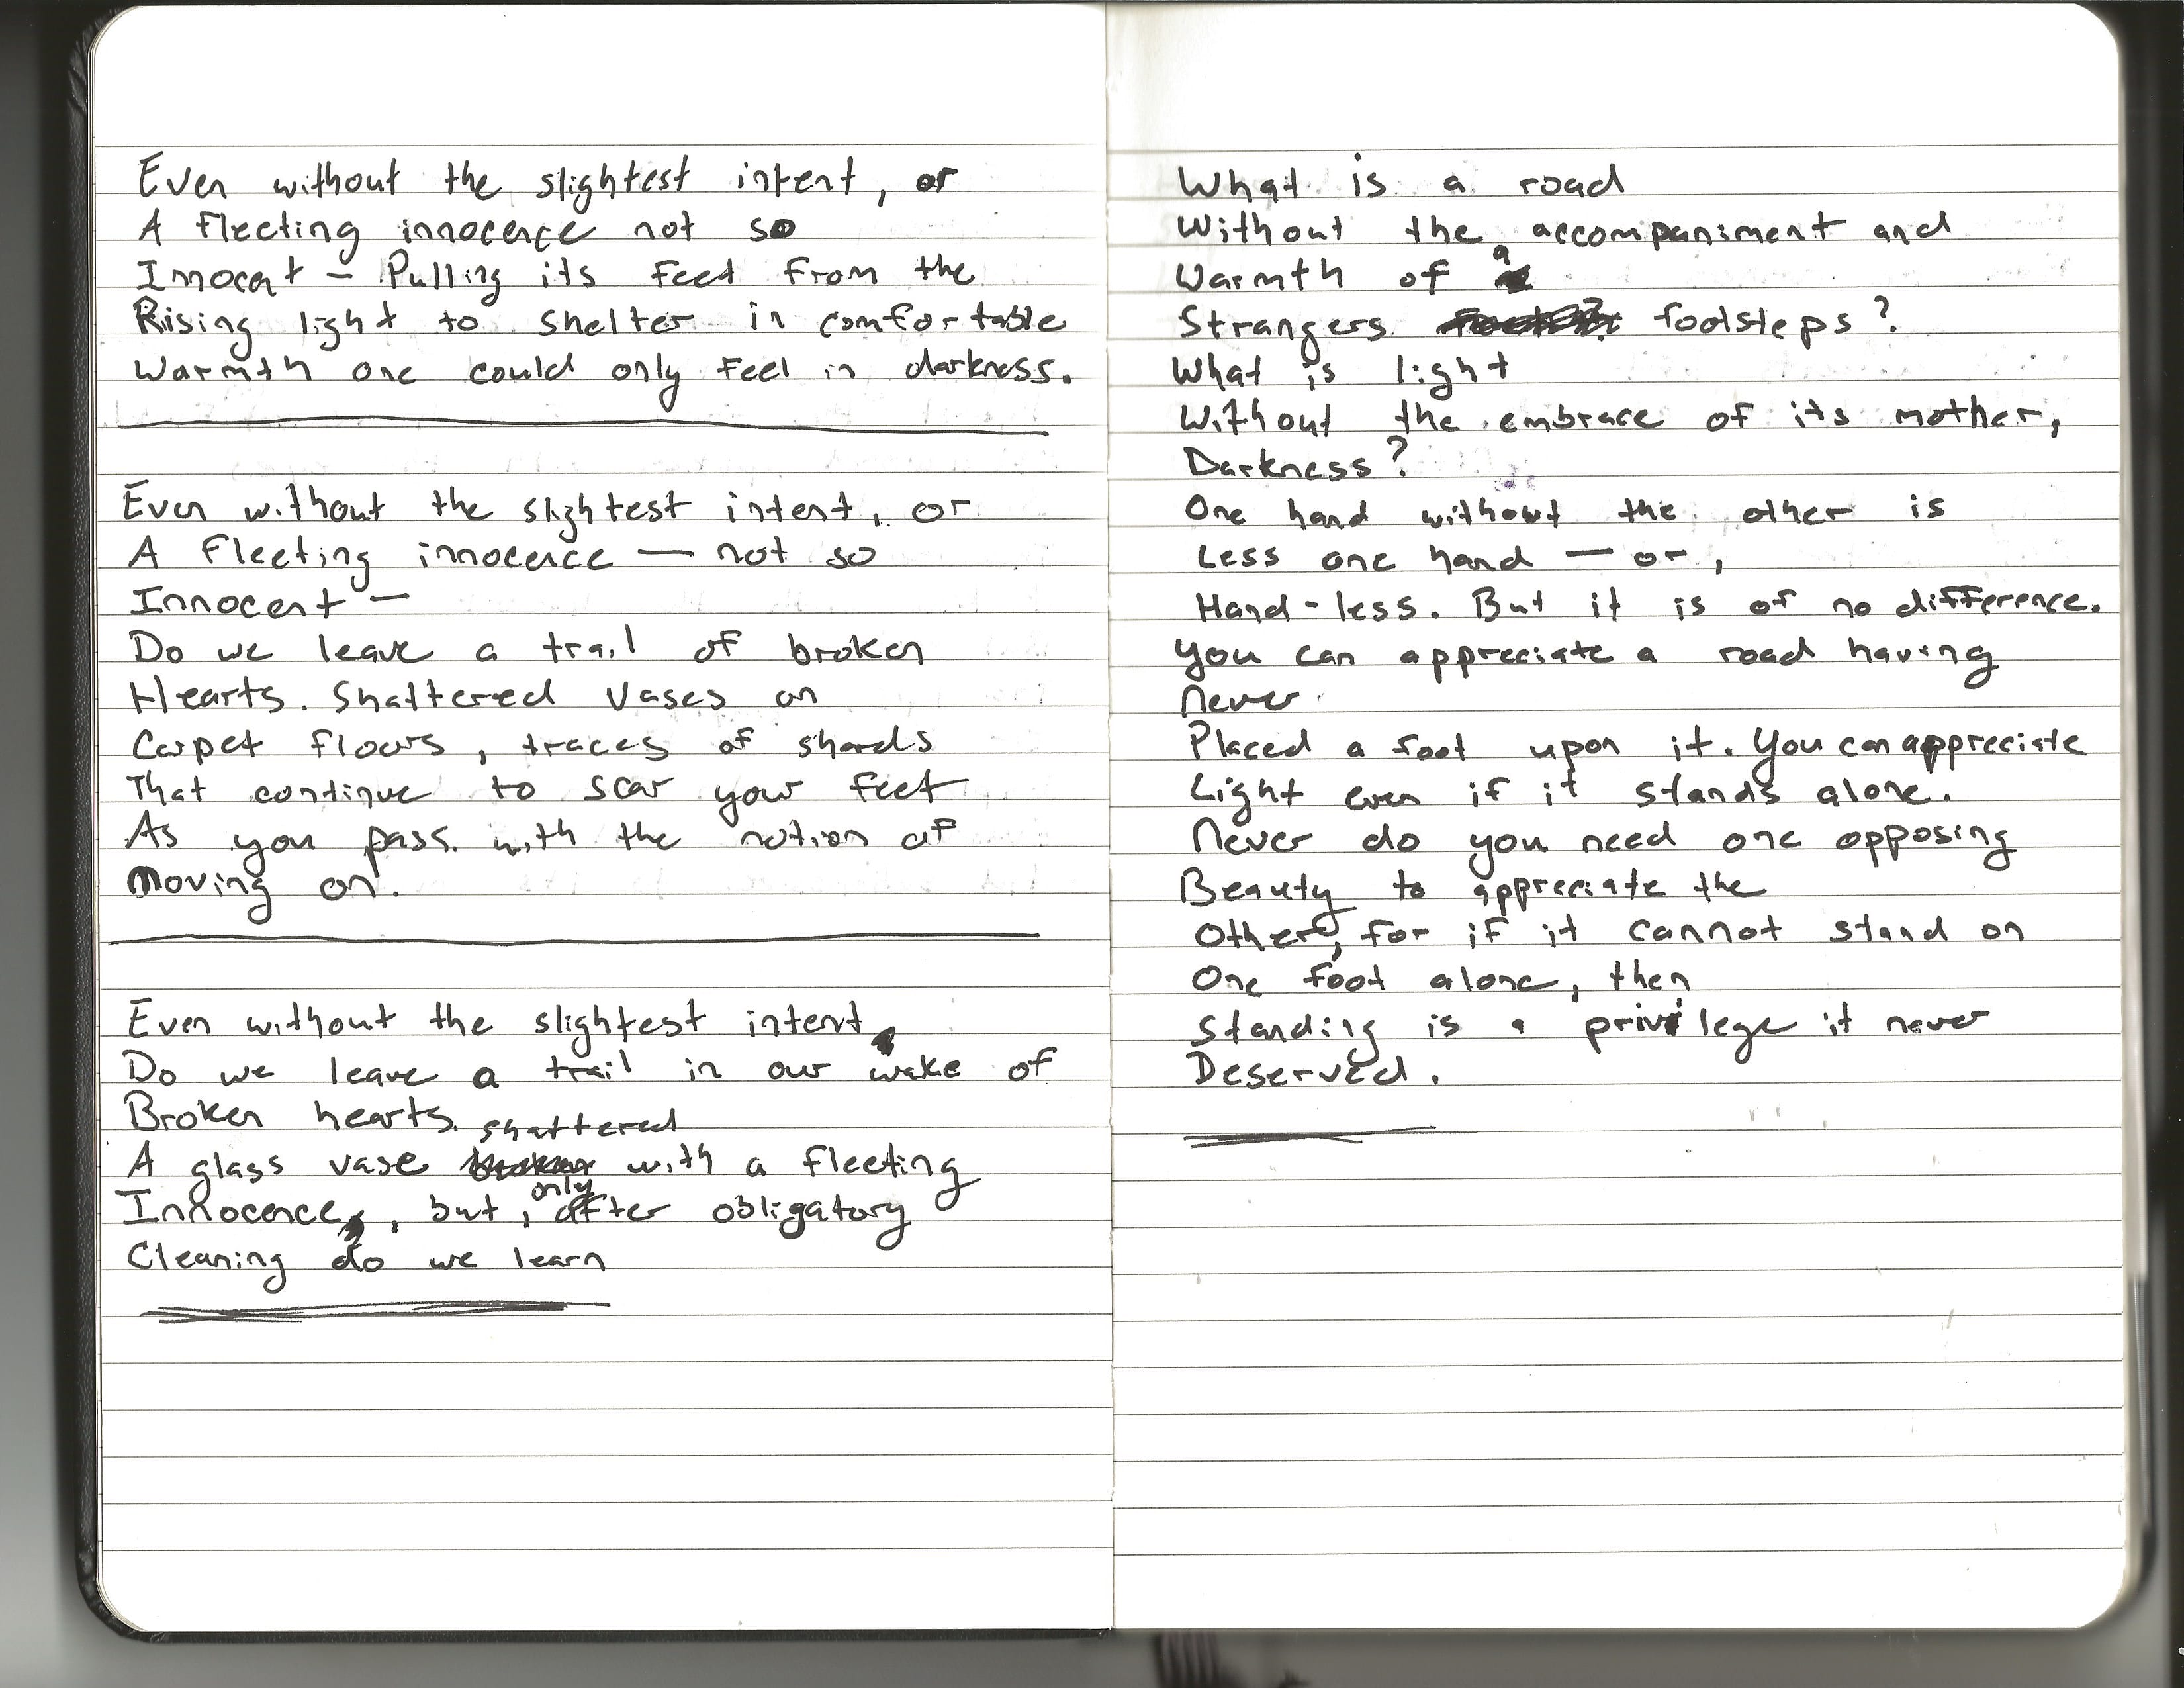 Even without the slightest intent, or
A fleeting innocence not so
Innocent – Pulling its feet from the
Rising light to shelter in comfortable
Warmth one could only feel in darkness.
Even without the slightest intent, or
A fleeting innocence — not so
Innocent –
Do we leave a trail of broken
Hearts. Shattered vases on
Carpet floors, traces of shards
That continue to scar your feet
As you pass with the notion of
Moving on.
Even without the slightest intent
Do we leave a trail in our wake of
Broken hearts.
A glass vase shattered with a fleeting
Innocence, but, only after obligatory
Cleaning do we learn
What is a road
Without the accompaniment and
Warmth of a
Strangers footsteps?
What is light
Without the embrace of its mother,
Darkness?
One hand without the other is
Less one hand — or,
Hand-less. But it is of no difference.
You can appreciate a road having
Never
Placed a foot upon it. You can appreciate
Light even if it stands alone.
Never do you need one opposing
Beauty to appreciate the
Other, for if it cannot stand on
One foot alone, then
Standing is a privilege it never
Deserved.